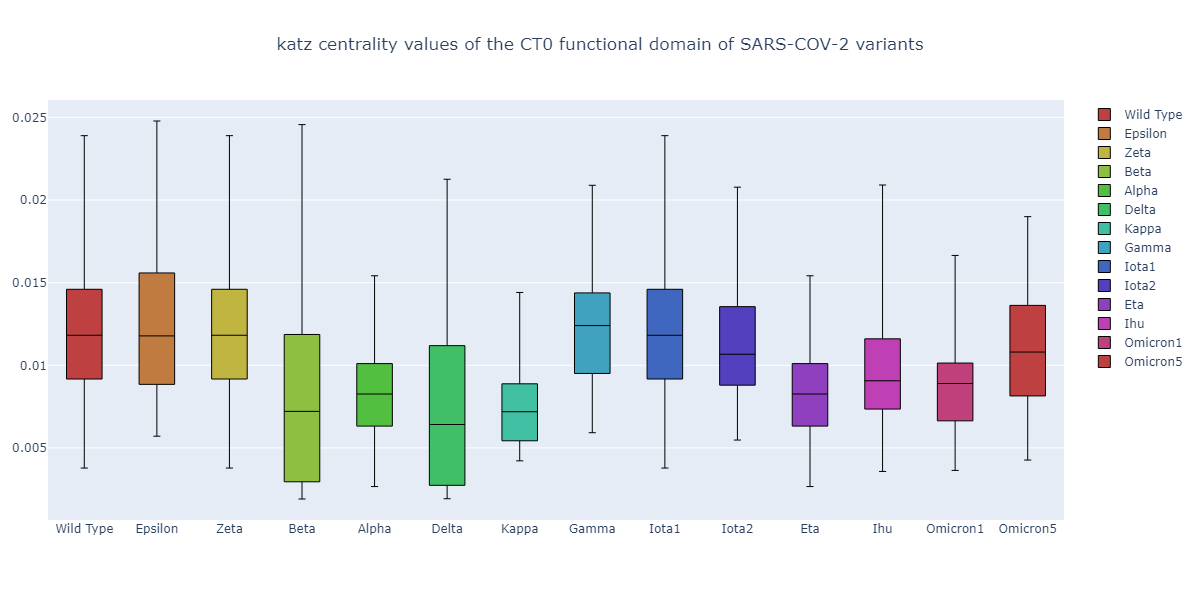 katz centrality values of the CT0 functional domain of SARS-COV-2 variants
0.025
0.02
0.015
0.01
0.005
Wild Type
Epsilon
Zeta
Beta
Alpha
Delta
Kappa
Gamma
Iota1
Iota2
Eta
Ihu
Omicron1
Omicron5
Wild Type
Epsilon
Zeta
Beta
Alpha
Delta
Kappa
Gamma
Iota1
Iota2
Eta
Ihu
Omicron1
Omicron5